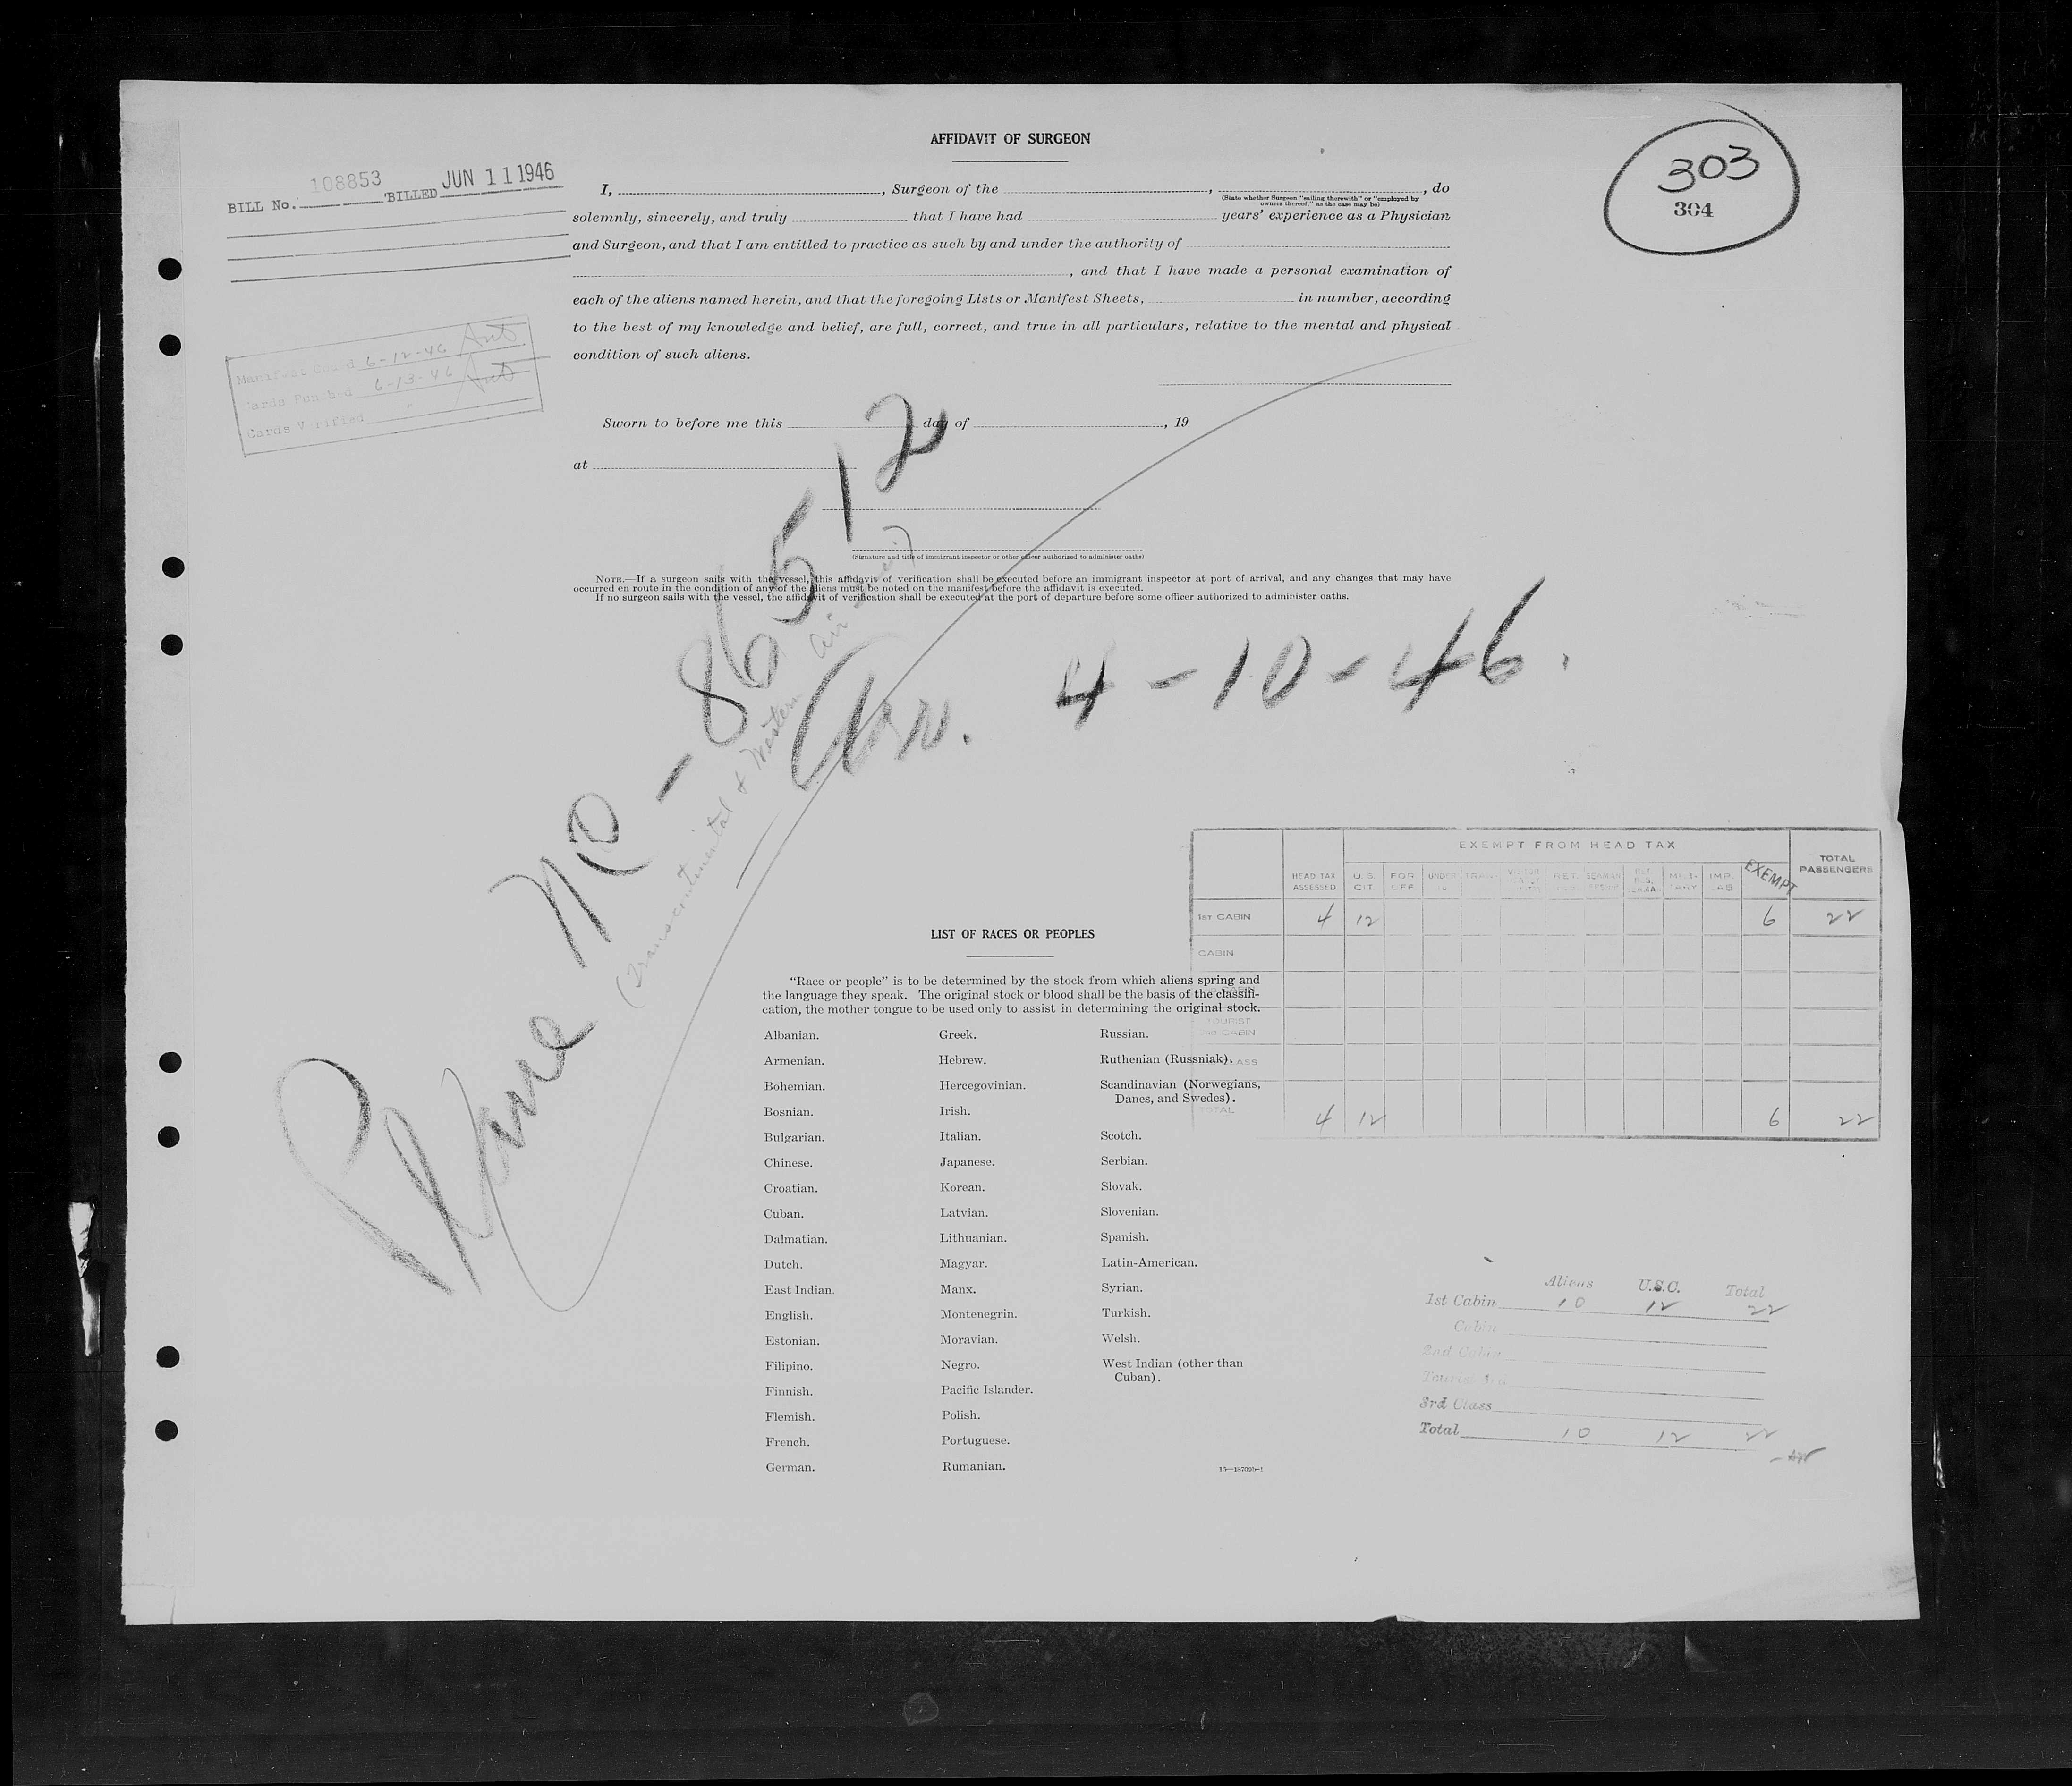 AFFIDAVIT OF SURGEON
303
304
108853
BILL No. BILLED JUN 11 1946
I, , Surgeon of the , , do
(State whether Surgeon "sailing therewith" or "employed by
owners thereof," as the case may be)
solemnly, sincerely, and truly that I have had years' experience as a Physician
and Surgeon, and that I am entitled to practice as such by and under the authority of
, and that I have made a personal examination of
each of the aliens named herein, and that the foregoing Lists or Manifest Sheets, in number, according
to the best of my knowledge and belief, are full, correct, and true in all particulars, relative to the mental and physical
condition of such aliens.
Manifest 6-12-46
Cards Punched 6-13-46
Cards Verified "
Sworn to before me this day of , 19
at
(Signature and title of immigrant inspector or other officer authorized to administer oaths)
NOTE.—If a surgeon sails with the vessel, this affidavit of verification shall be executed before an immigrant inspector at port of arrival, and any changes that may have
occurred en route in the condition of any of the aliens must be noted on the manifest before the affidavit is executed.
If no surgeon sails with the vessel, the affidavit of verification shall be executed at the port of departure before some officer authorized to administer oaths.
Plane NC - 86512
(Transcontinental & Western Air
Arr. 4-10-46.
EXEMPT FROM HEAD TAX
HEAD TAX ASSESSED U. S. CIT FOR OFF UNDER 16 TRAN. RET. MILITARY IMP. LAB EXEMPT TOTAL PASSENGERS
1ST CABIN 4 12 6 22
CABIN
TOURIST
TOTAL 4 12 6 22
LIST OF RACES OR PEOPLES
"Race or people" is to be determined by the stock from which aliens spring and
the language they speak. The original stock or blood shall be the basis of the classifi-
cation, the mother tongue to be used only to assist in determining the original stock.
Albanian. Greek. Russian.
Armenian. Hebrew. Ruthenian (Russniak).
Bohemian. Hercegovinian. Scandinavian (Norwegians,
Danes, and Swedes).
Bosnian. Irish.
Bulgarian. Italian. Scotch.
Chinese. Japanese. Serbian.
Croatian. Korean. Slovak.
Cuban. Latvian. Slovenian.
Dalmatian. Lithuanian. Spanish.
Dutch. Magyar. Latin-American.
East Indian. Manx. Syrian.
English. Montenegrin. Turkish.
Estonian. Moravian. Welsh.
Filipino. Negro. West Indian (other than
Cuban).
Finnish. Pacific Islander.
Flemish. Polish.
French. Portuguese.
German. Rumanian.
Aliens U.S.C. Total
1st Cabin 10 12 22
Cabin
2nd Cabin
3rd Class
Total 10 12 22